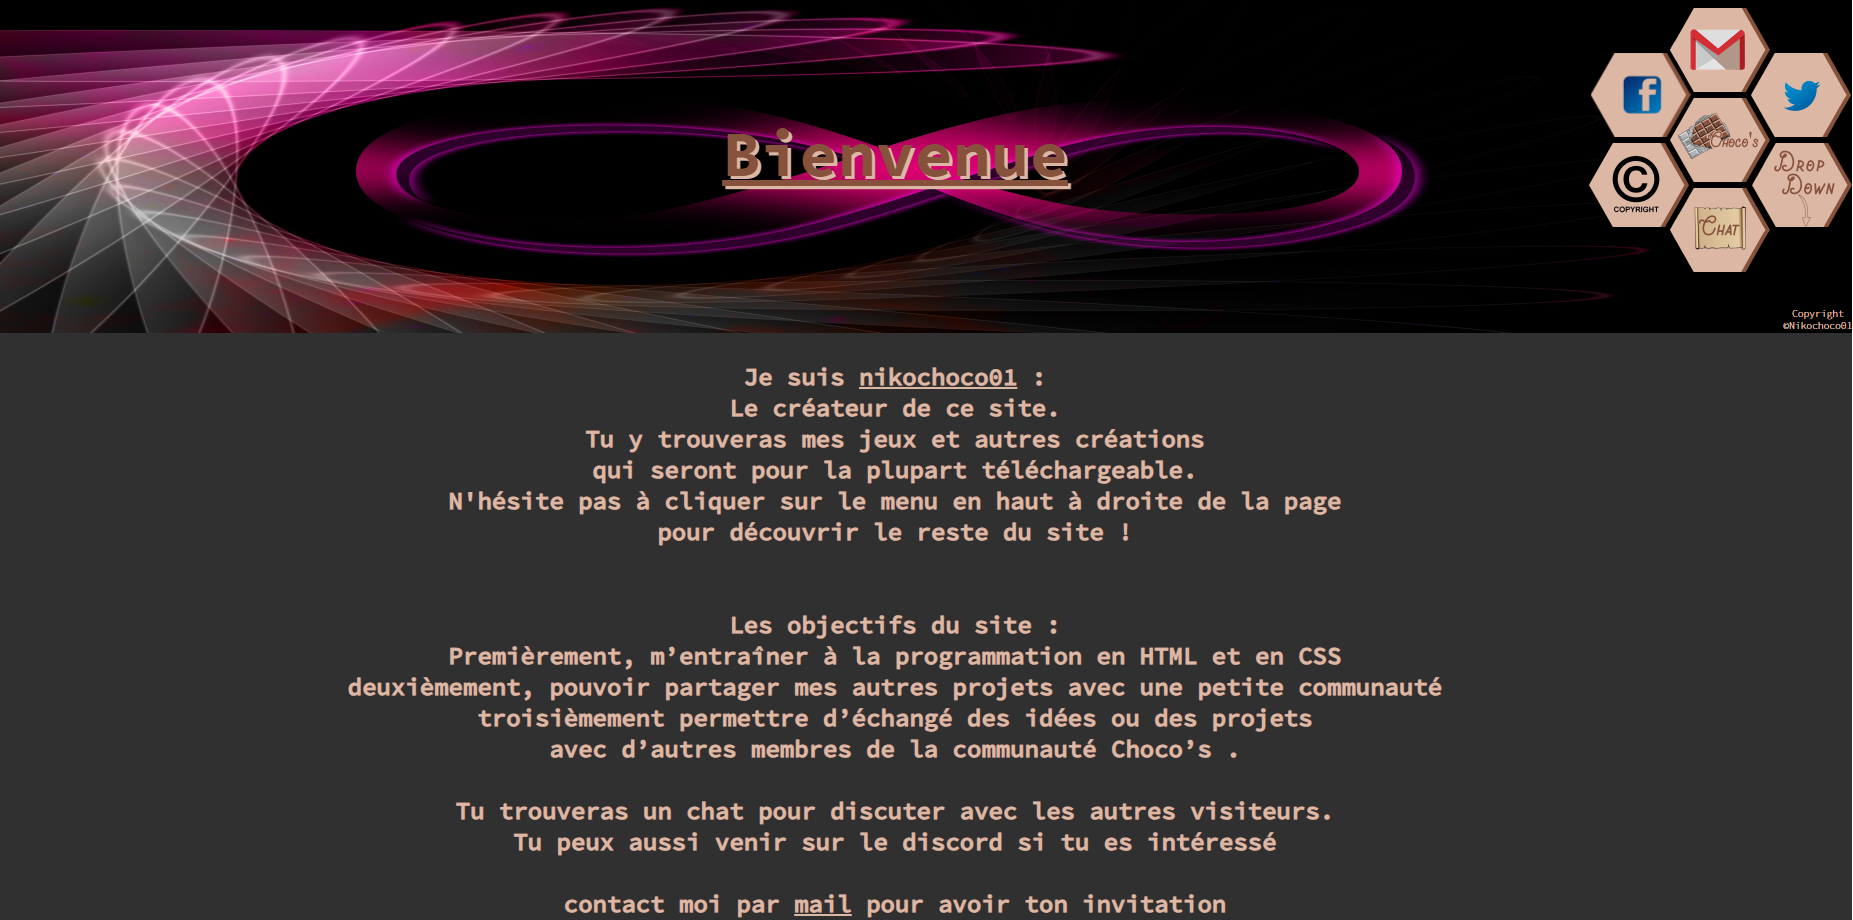 Bienvenue
Choco's
Drop
Down
COPYRIGHT
Chat
Copyright
©Nikochoco01
Je suis nikochoco01 :
Le créateur de ce site.
Tu y trouveras mes jeux et autres créations
qui seront pour la plupart téléchargeable.
N'hésite pas à cliquer sur le menu en haut à droite de la page
pour découvrir le reste du site !
Les objectifs du site :
Premièrement, m’entraîner à la programmation en HTML et en CSS
deuxièmement, pouvoir partager mes autres projets avec une petite communauté
troisièmement permettre d’échangé des idées ou des projets
avec d’autres membres de la communauté Choco’s .
Tu trouveras un chat pour discuter avec les autres visiteurs.
Tu peux aussi venir sur le discord si tu es intéressé
contact moi par mail pour avoir ton invitation